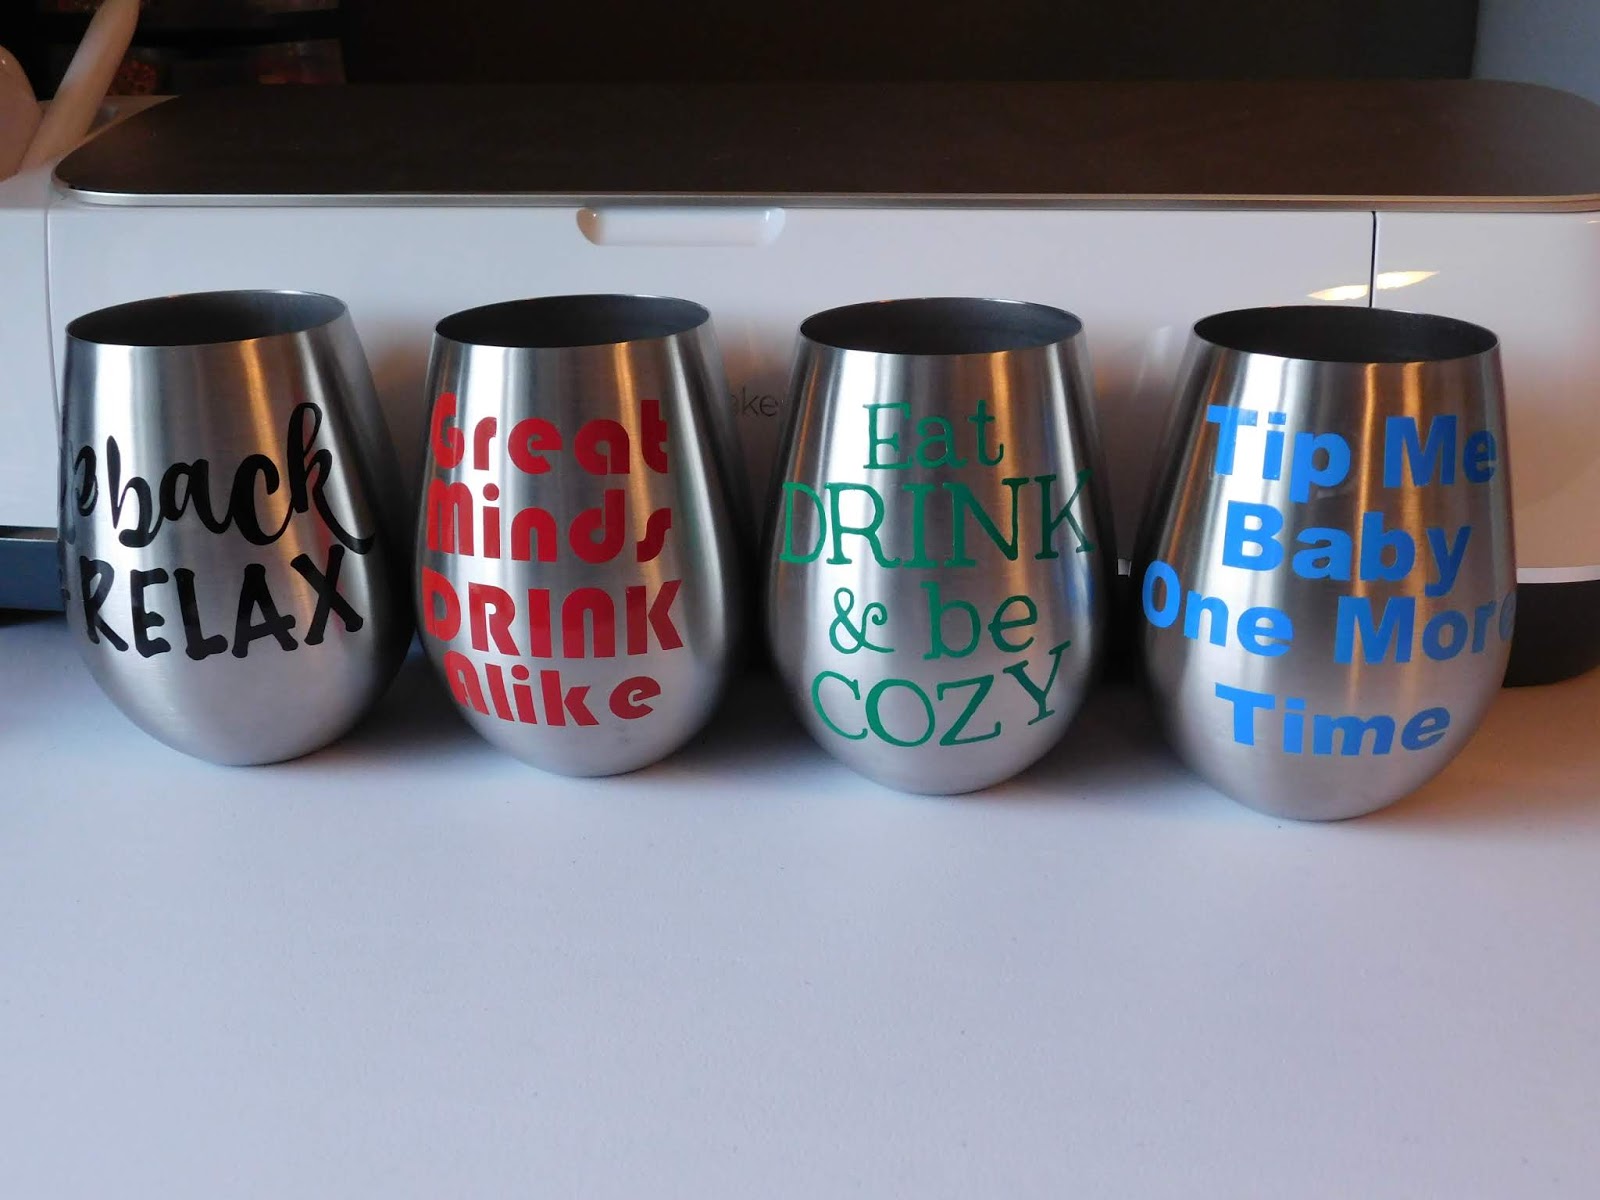 back
RELAX
Great
Minds
DRINK
Alike
Eat
DRINK
& be
COZY
Tip Me
Baby
One More
Time